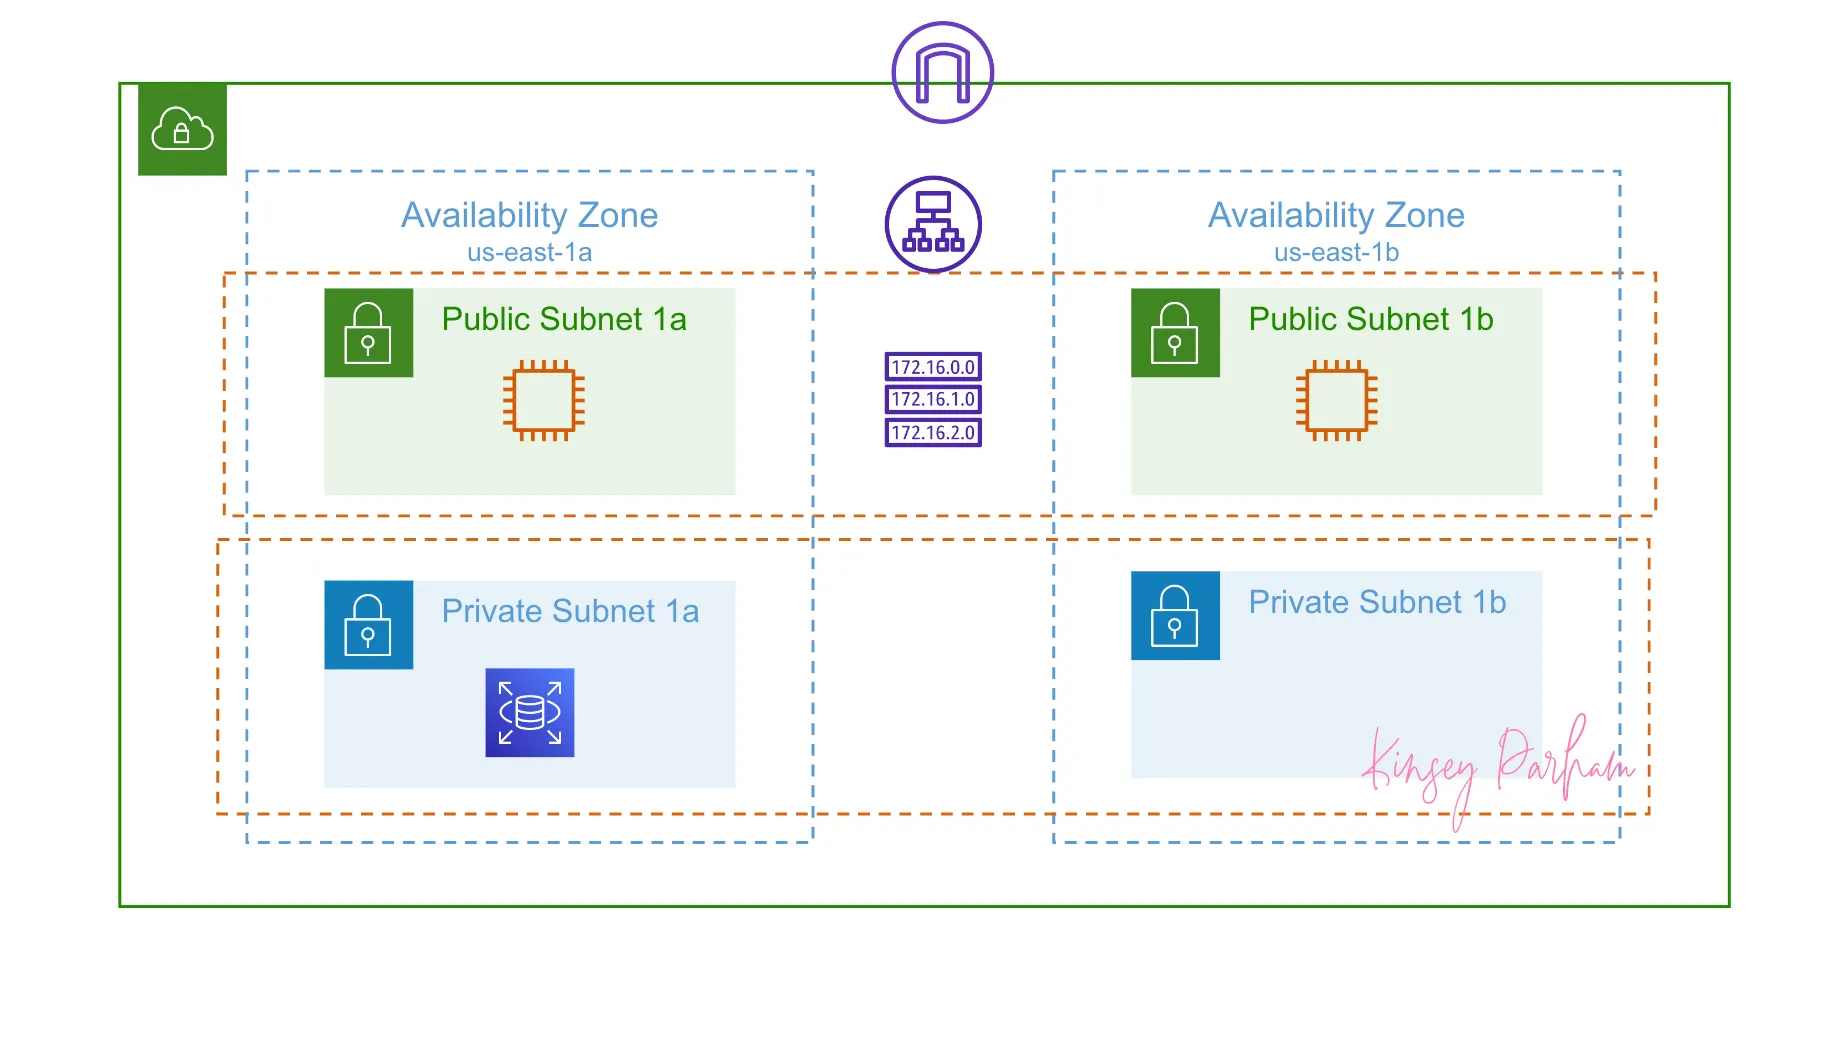 Availability Zone
us-east-1a
Availability Zone
us-east-1b
Public Subnet 1a
Public Subnet 1b
172.16.0.0
172.16.1.0
172.16.2.0
Private Subnet 1a
Private Subnet 1b
Kinsey Parham